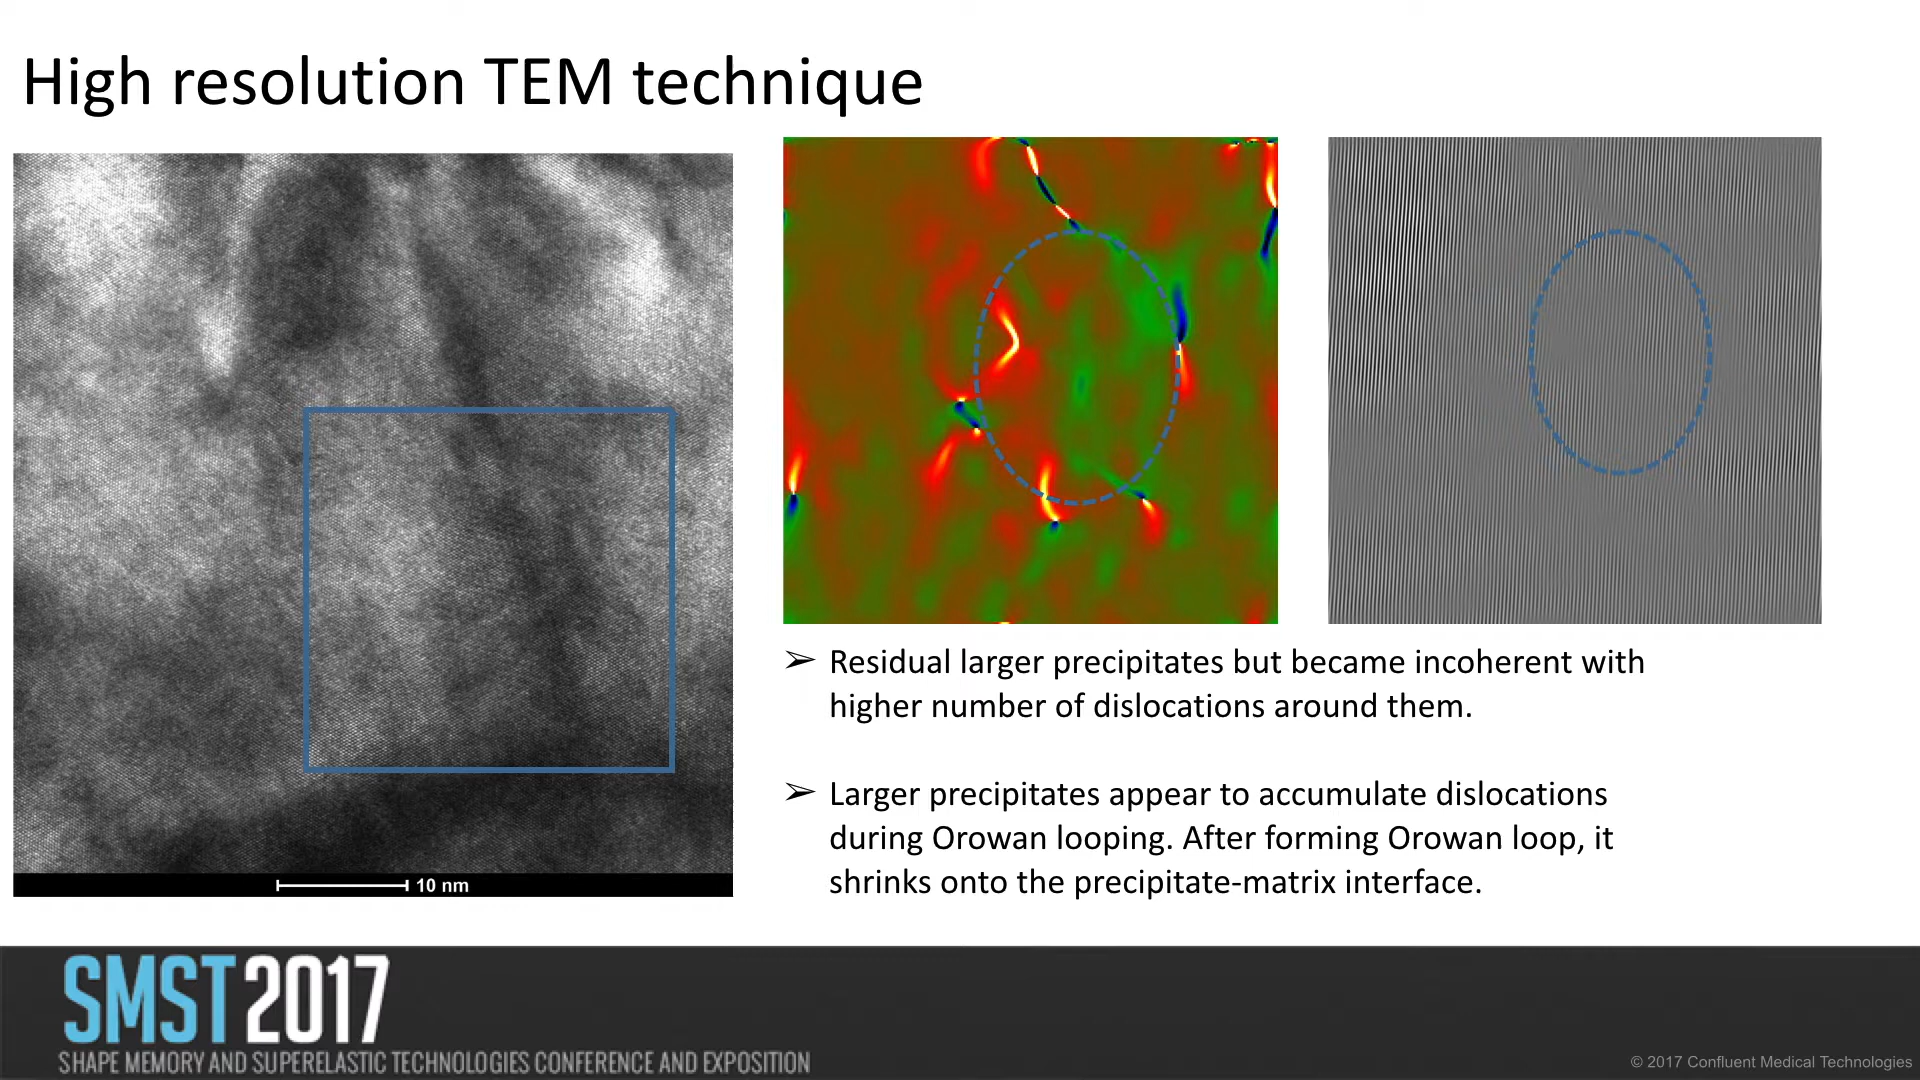 High resolution TEM technique
10 nm
➢ Residual larger precipitates but became incoherent with
higher number of dislocations around them.
➢ Larger precipitates appear to accumulate dislocations
during Orowan looping. After forming Orowan loop, it
shrinks onto the precipitate-matrix interface.
SMST2017
SHAPE MEMORY AND SUPERELASTIC TECHNOLOGIES CONFERENCE AND EXPOSITION
© 2017 Confluent Medical Technologies